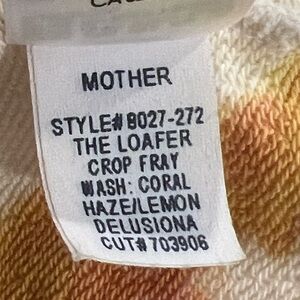 MOTHER
STYLE# 8027-272
THE LOAFER
CROP FRAY
WASH: CORAL
HAZE/LEMON
DELUSIONA
CUT# 703906